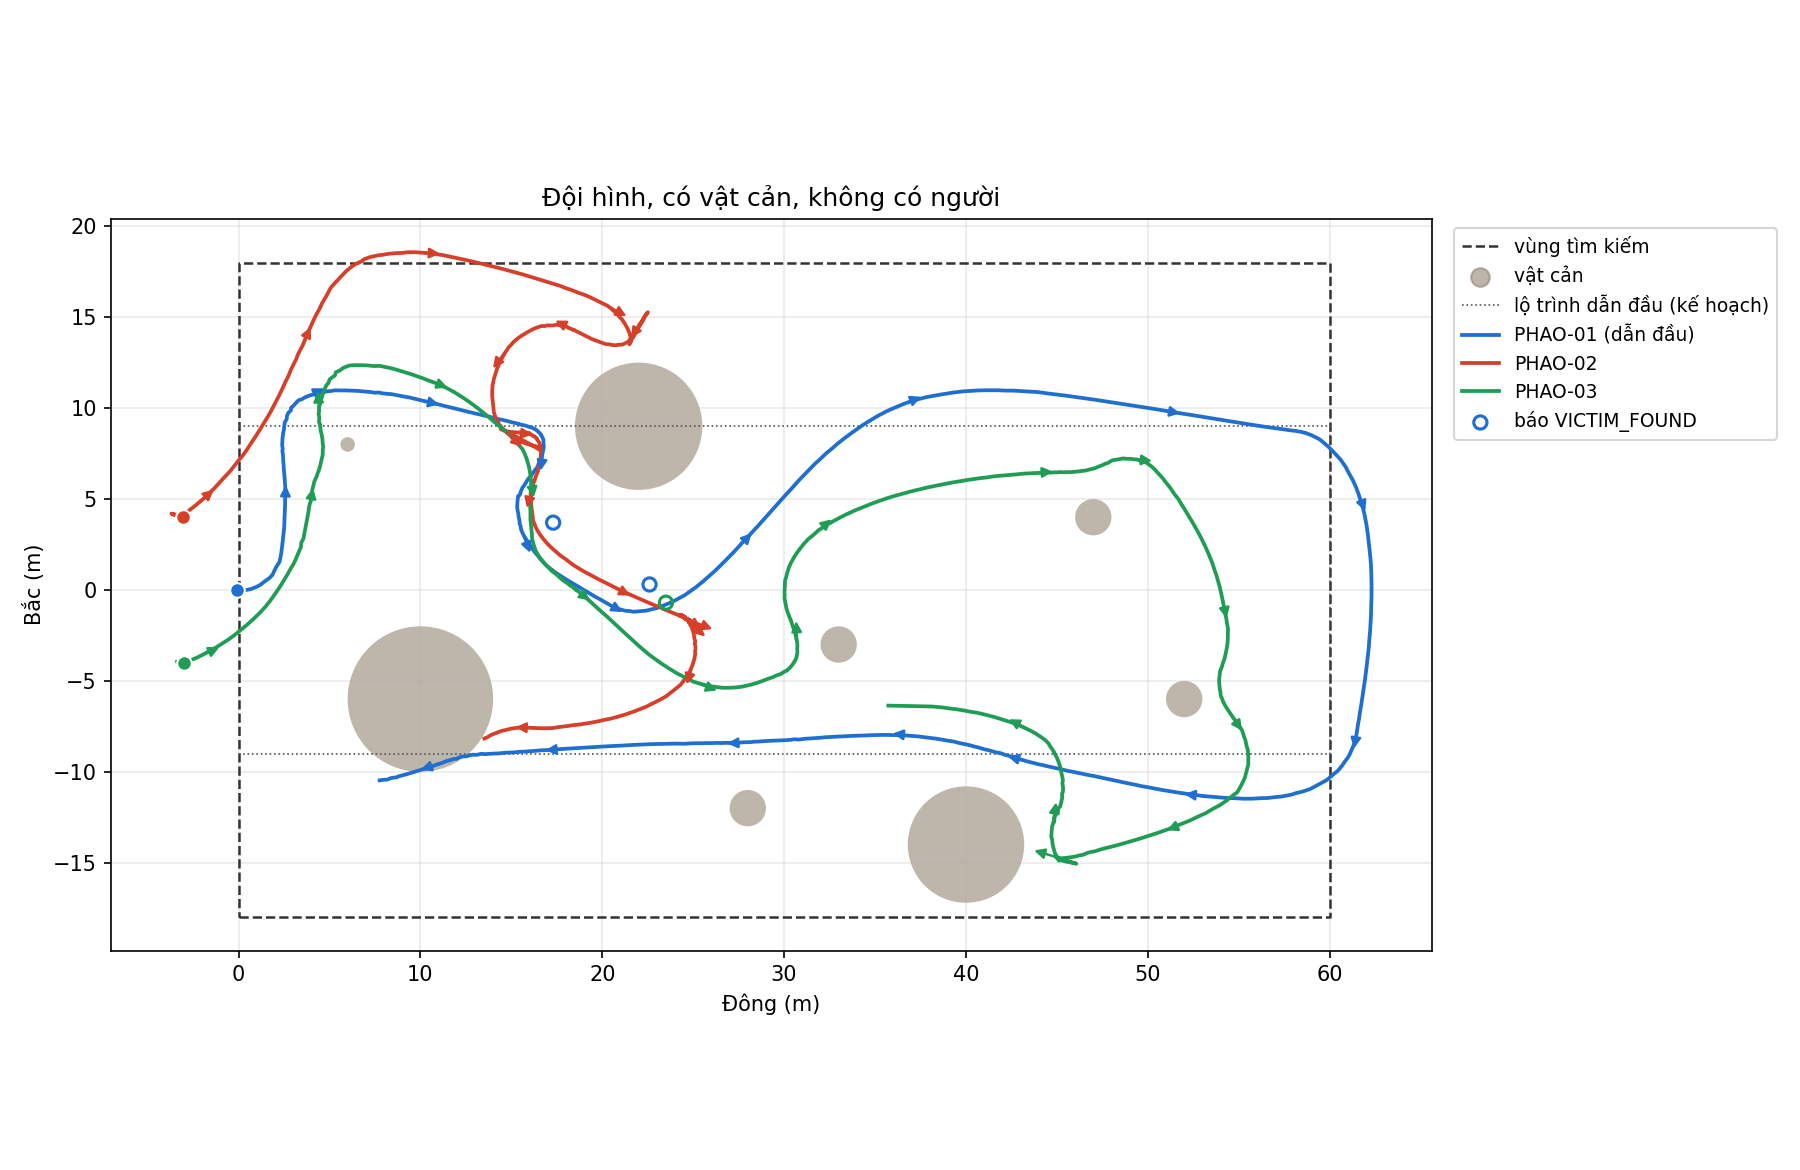 Đội hình, có vật cản, không có người
20
15
10
5
0
−5
−10
−15
Bắc (m)
0
10
20
30
40
50
60
Đông (m)
vùng tìm kiếm
vật cản
lộ trình dẫn đầu (kế hoạch)
PHAO-01 (dẫn đầu)
PHAO-02
PHAO-03
báo VICTIM_FOUND